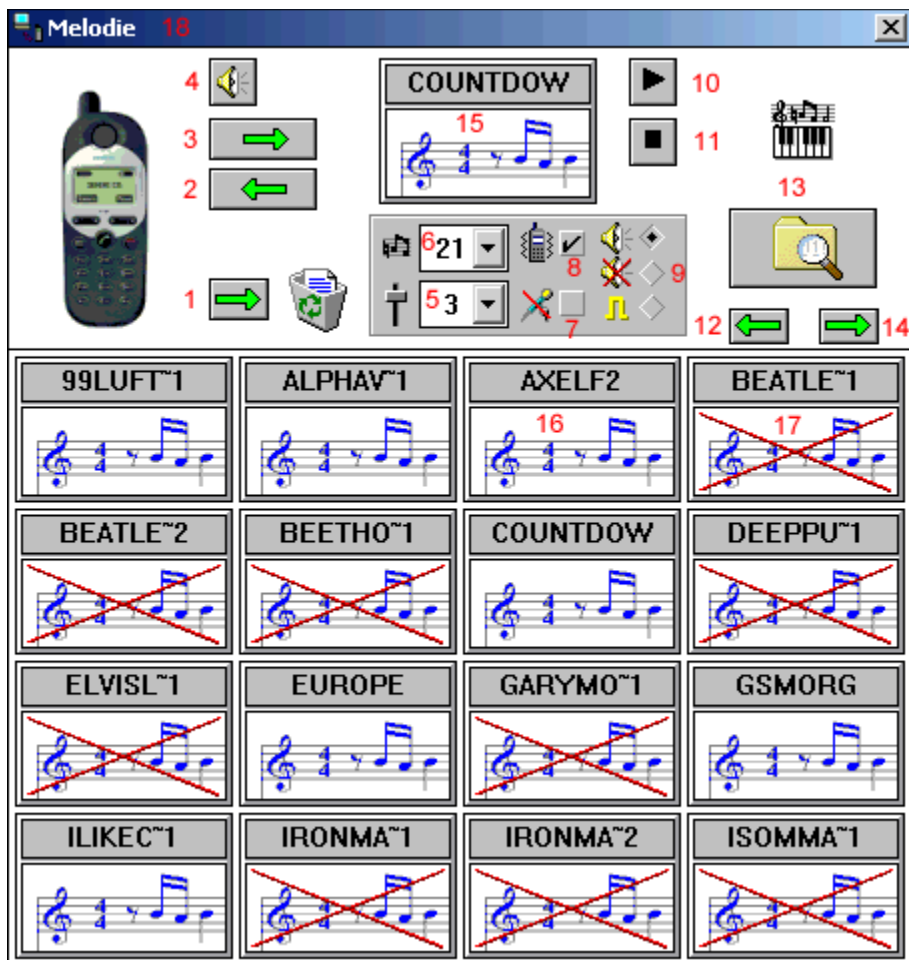 Melodie 18
4 COUNTDOW 10
3 15 11
2 13
6 21 8 9
1 5 3 7 12 14
99LUFT~1 ALPHAV~1 AXELF2 BEATLE~1
16 17
BEATLE~2 BEETHO~1 COUNTDOW DEEPPU~1
ELVISL~1 EUROPE GARYMO~1 GSMORG
ILIKEC~1 IRONMA~1 IRONMA~2 ISOMMA~1